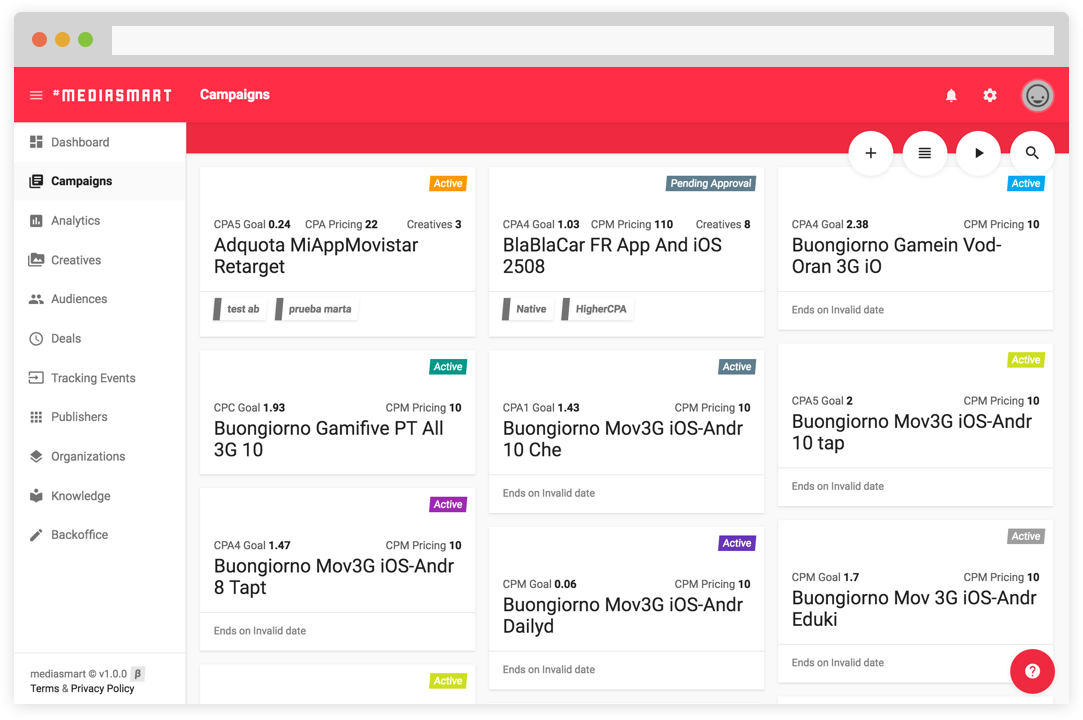 #MEDIASMART
Campaigns
Dashboard
Campaigns
Analytics
Creatives
Audiences
Deals
Tracking Events
Publishers
Organizations
Knowledge
Backoffice
mediasmart © v1.0.0 β
Terms & Privacy Policy
Active
CPA5 Goal 0.24 CPA Pricing 22 Creatives 3
Adquota MiAppMovistar
Retarget
test ab prueba marta
Active
CPC Goal 1.93 CPM Pricing 10
Buongiorno Gamifive PT All
3G 10
Active
CPA4 Goal 1.47 CPM Pricing 10
Buongiorno Mov3G iOS-Andr
8 Tapt
Ends on Invalid date
Active
Pending Approval
CPA4 Goal 1.03 CPM Pricing 110 Creatives 8
BlaBlaCar FR App And iOS
2508
Native HigherCPA
Active
CPA1 Goal 1.43 CPM Pricing 10
Buongiorno Mov3G iOS-Andr
10 Che
Ends on Invalid date
Active
CPM Goal 0.06 CPM Pricing 10
Buongiorno Mov3G iOS-Andr
Dailyd
Ends on Invalid date
Active
CPA4 Goal 2.38 CPM Pricing 10
Buongiorno Gamein Vod-
Oran 3G iO
Ends on Invalid date
Active
CPA5 Goal 2 CPM Pricing 10
Buongiorno Mov3G iOS-Andr
10 tap
Ends on Invalid date
Active
CPM Goal 1.7 CPM Pricing 10
Buongiorno Mov 3G iOS-Andr
Eduki
Ends on Invalid date